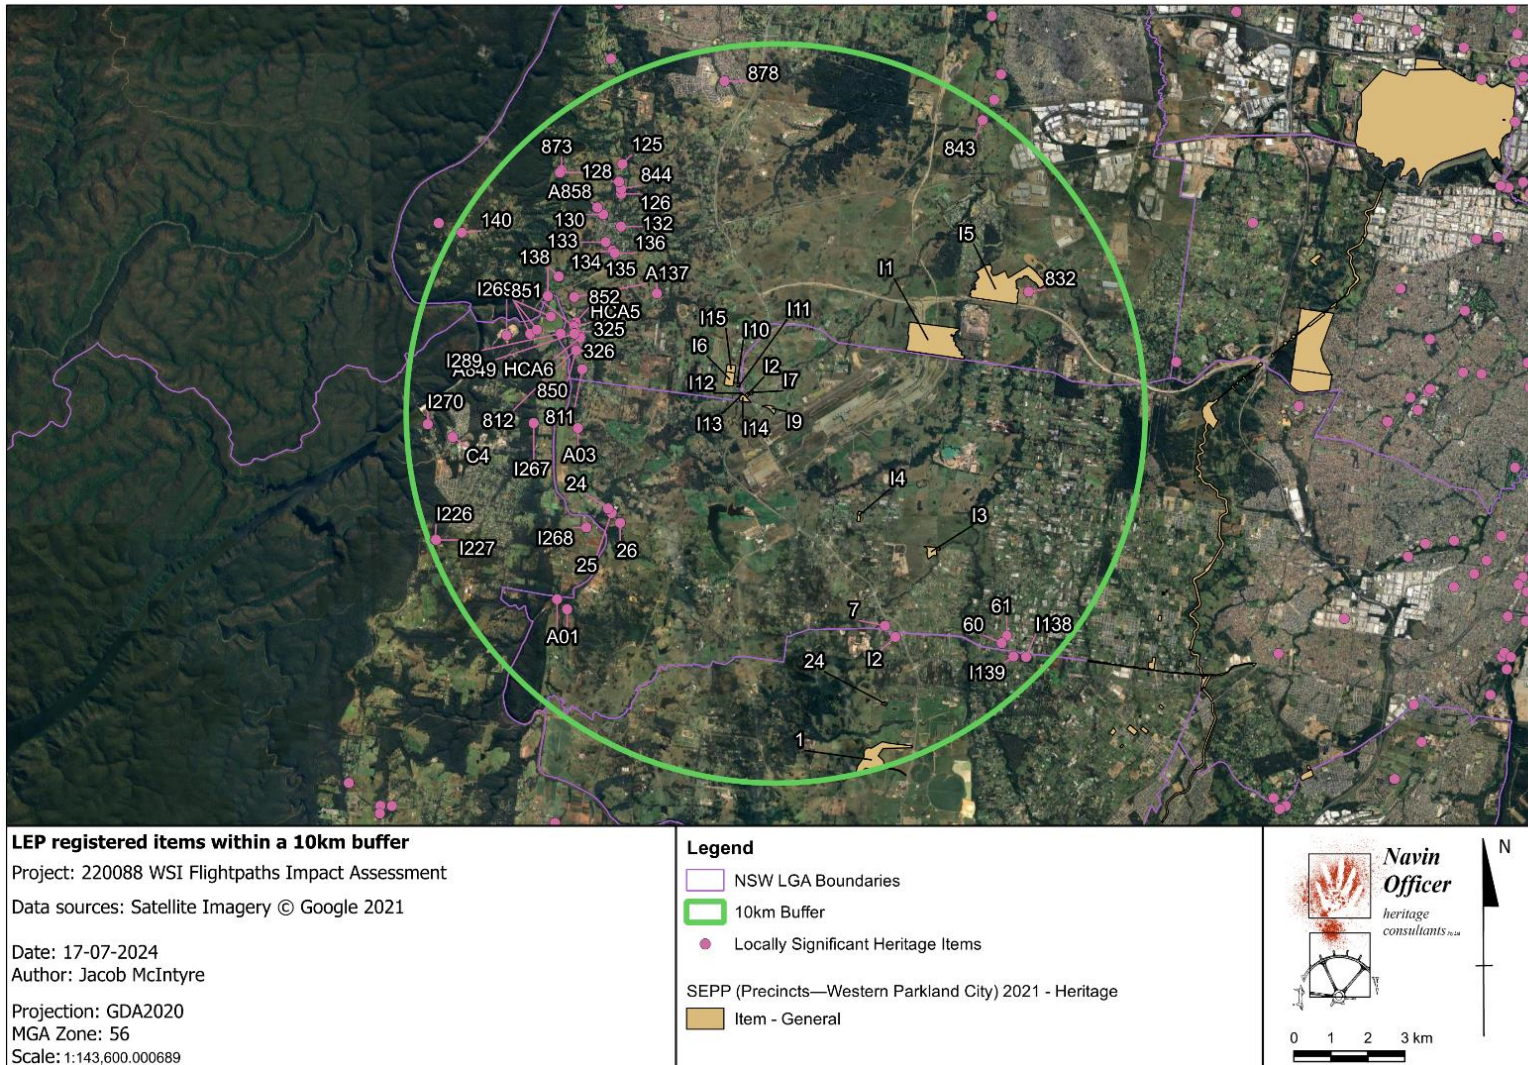 878
843
873
125
128
844
A858
126
130
132
140
133
136
138
134
135
A137
I5
I1
832
I269
851
852
HCA5
325
I15
I10
I11
I289
326
I6
I2
A849
HCA6
I12
I7
I270
850
812
811
I13
I14
I9
C4
I267
A03
24
I4
I226
I3
I268
I227
26
25
A01
7
61
60
I138
I2
I139
24
1
LEP registered items within a 10km buffer
Project: 220088 WSI Flightpaths Impact Assessment
Data sources: Satellite Imagery © Google 2021
Date: 17-07-2024
Author: Jacob McIntyre
Projection: GDA2020
MGA Zone: 56
Scale: 1:143,600.000689
Legend
NSW LGA Boundaries
10km Buffer
Locally Significant Heritage Items
SEPP (Precincts—Western Parkland City) 2021 - Heritage
Item - General
Navin
Officer
heritage
consultants
N
0 1 2 3 km